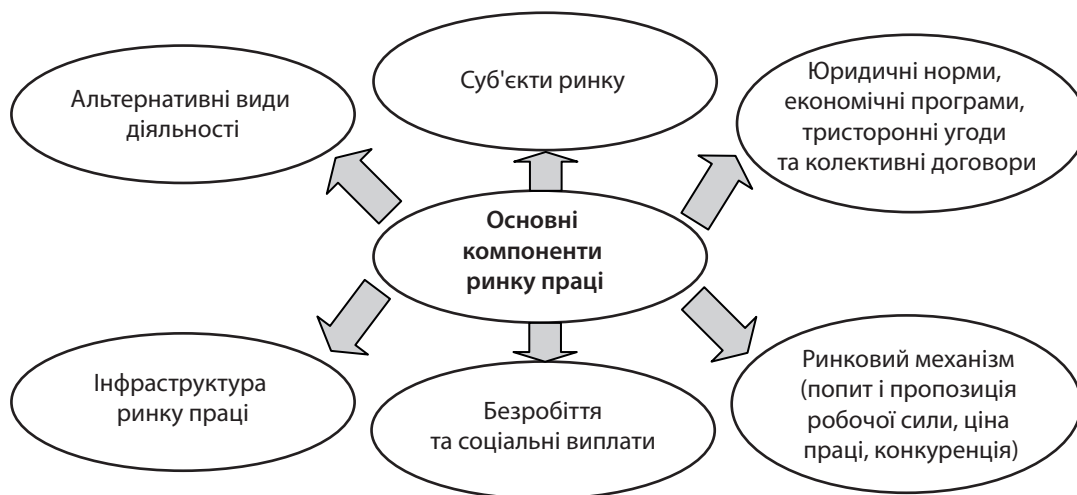 Альтернативні види
діяльності
Суб'єкти ринку
Юридичні норми,
економічні програми,
тристоронні угоди
та колективні договори
Основні
компоненти
ринку праці
Інфраструктура
ринку праці
Безробіття
та соціальні виплати
Ринковий механізм
(попит і пропозиція
робочої сили, ціна
праці, конкуренція)